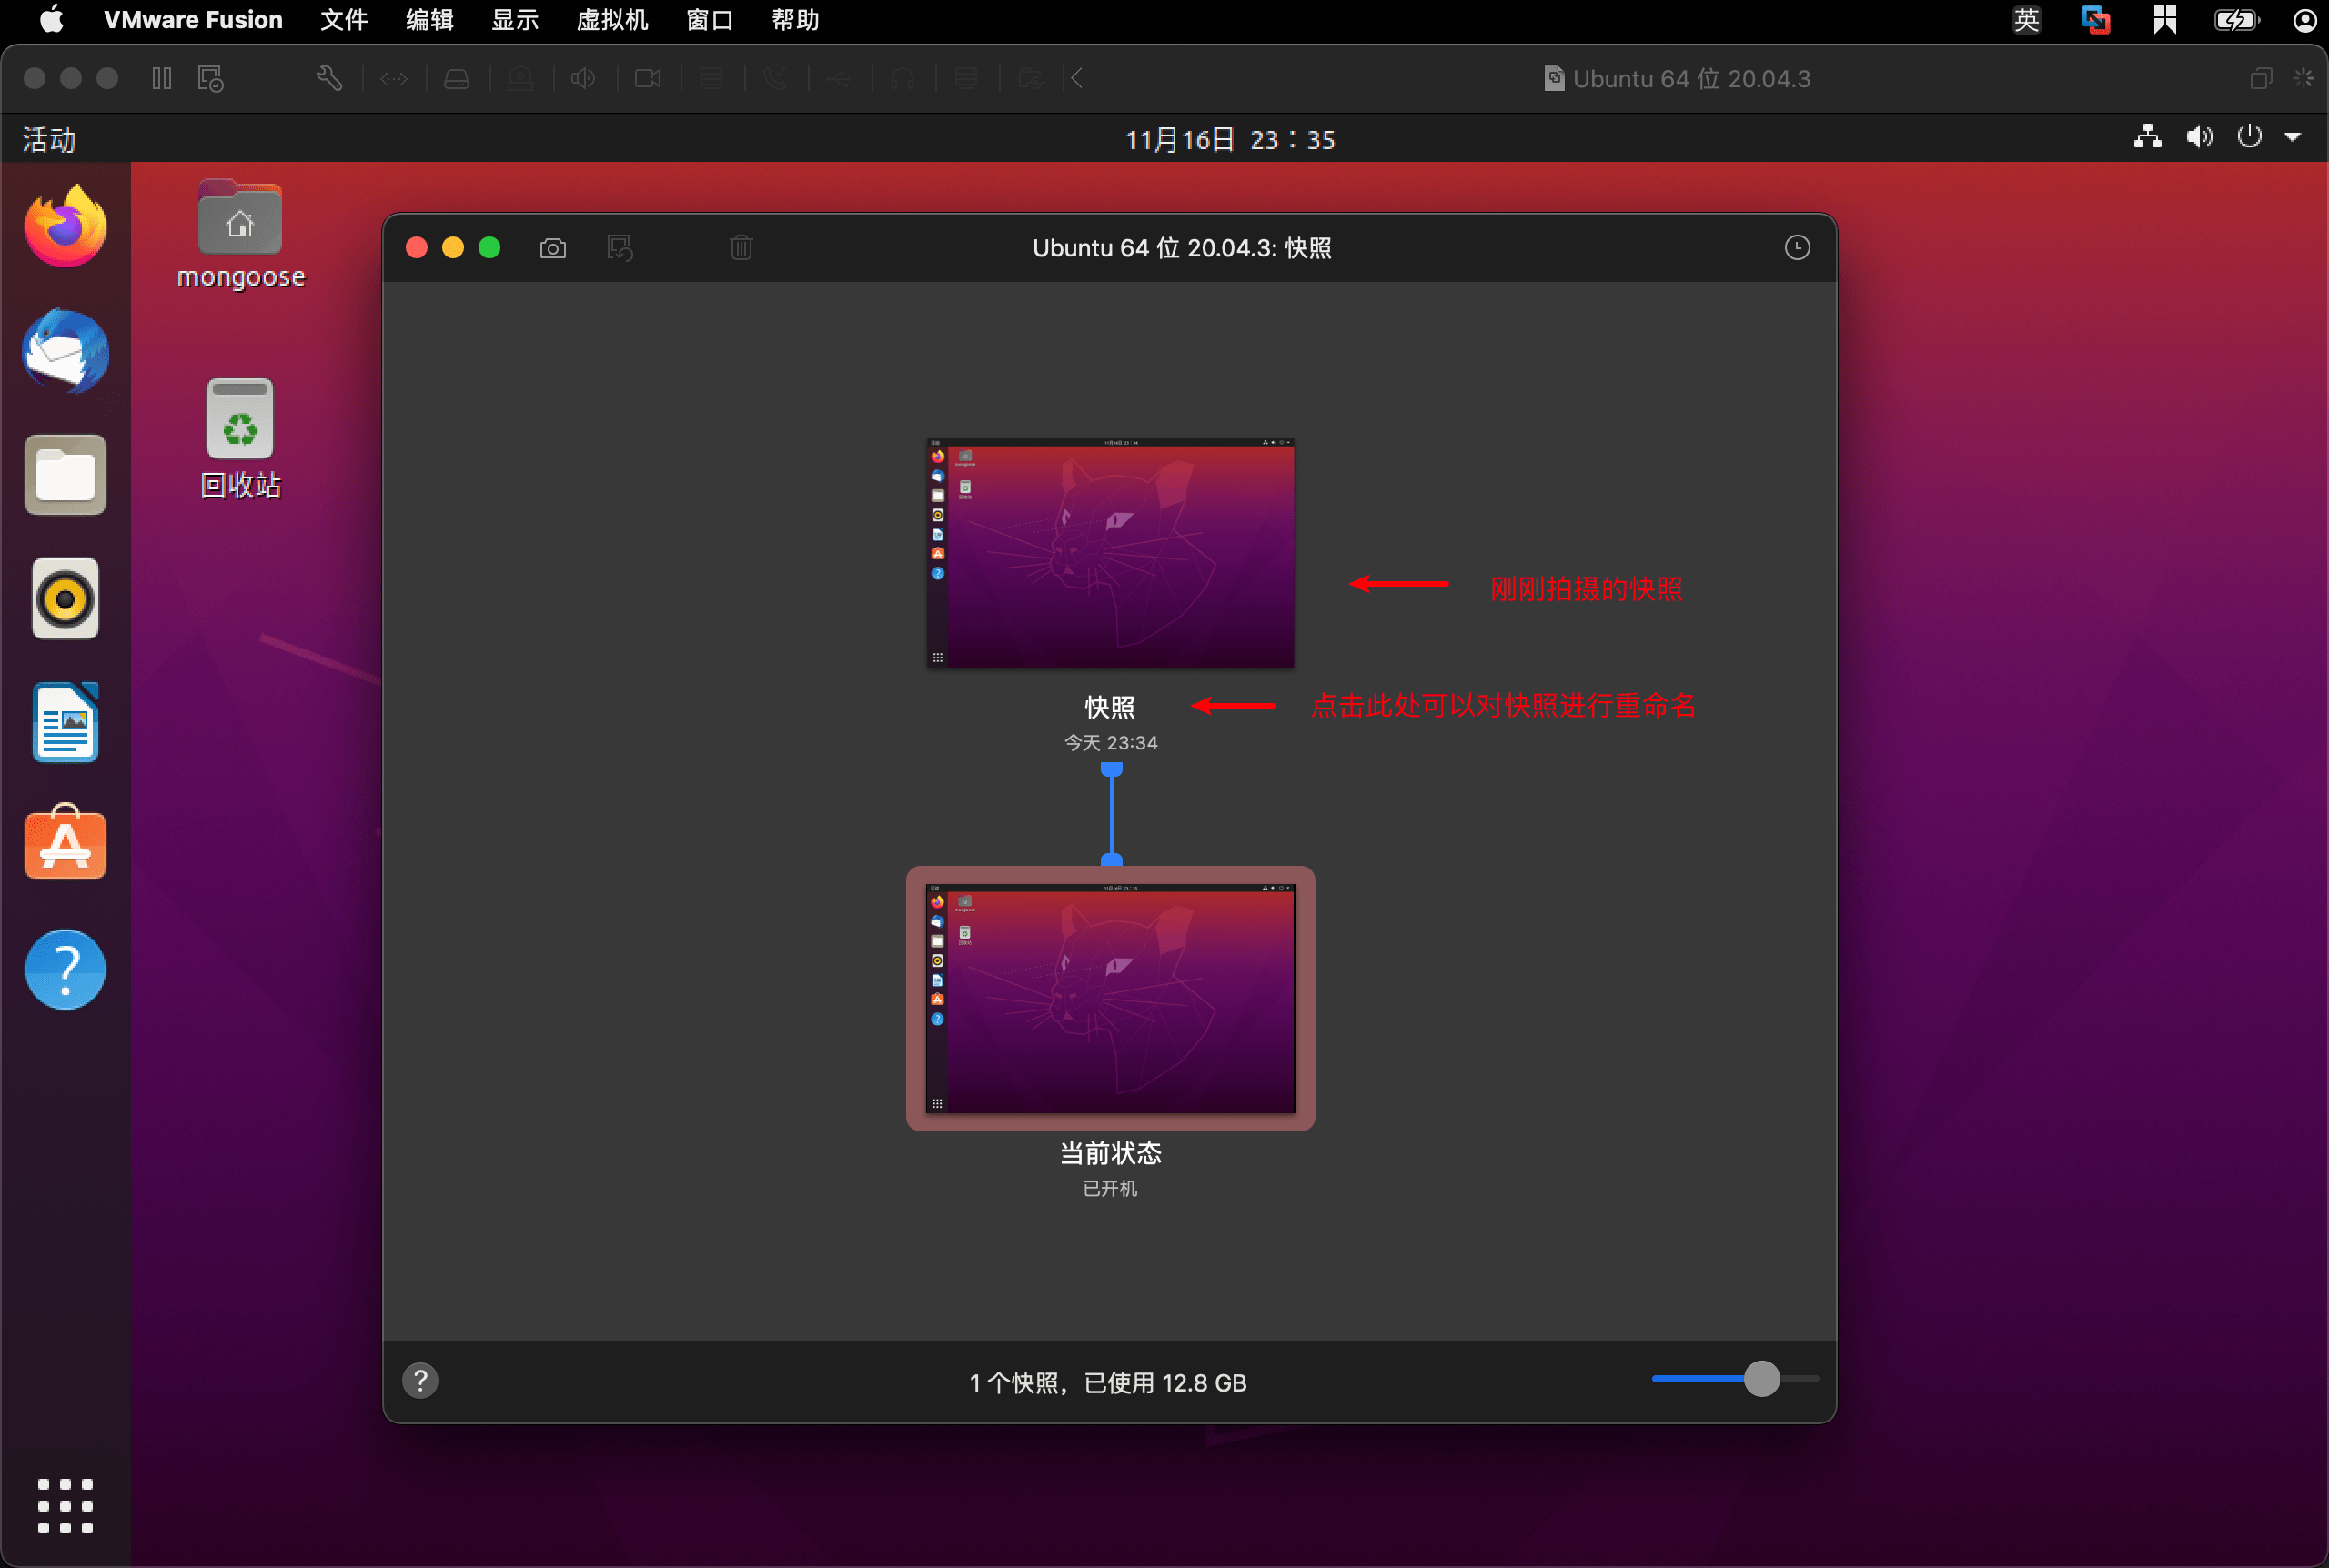 VMware Fusion 文件 编辑 显示 虚拟机 窗口 帮助 英
Ubuntu 64 位 20.04.3
活动 11月16日 23：35
mongoose
回收站
Ubuntu 64 位 20.04.3: 快照
刚刚拍摄的快照
快照 点击此处可以对快照进行重命名
今天 23:34
当前状态
已开机
? 1 个快照，已使用 12.8 GB